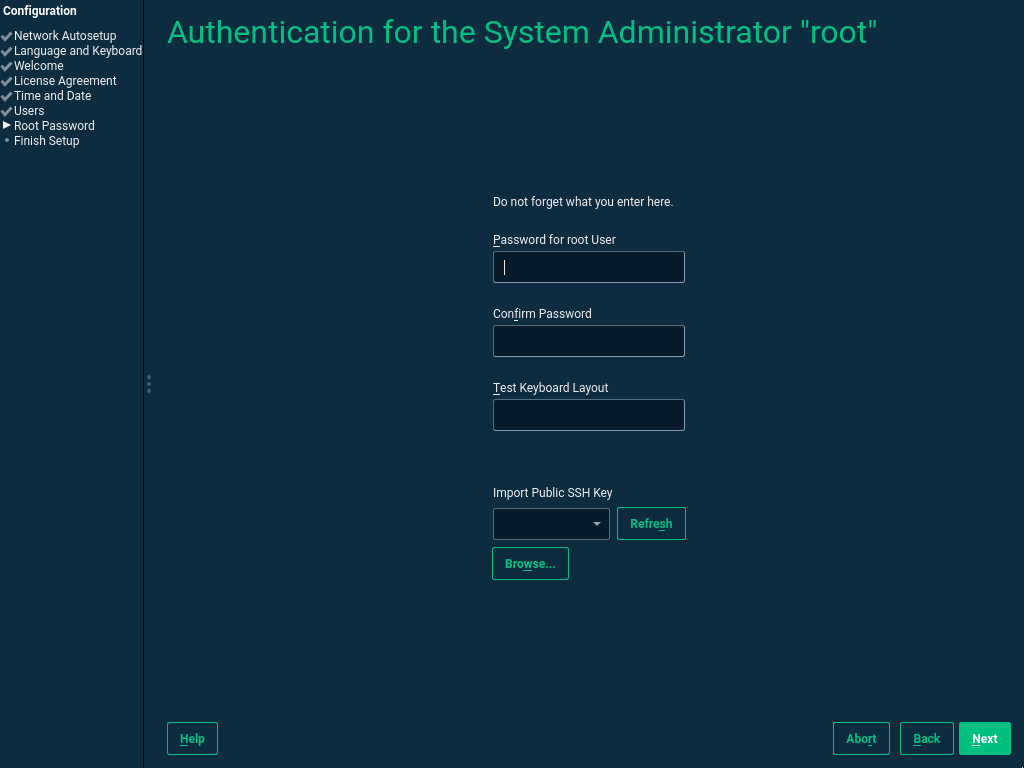 Configuration
Network Autosetup
Language and Keyboard
Welcome
License Agreement
Time and Date
Users
Root Password
Finish Setup
Authentication for the System Administrator "root"
Do not forget what you enter here.
Password for root User
Confirm Password
Test Keyboard Layout
Import Public SSH Key
Refresh
Browse...
Help
Abort
Back
Next